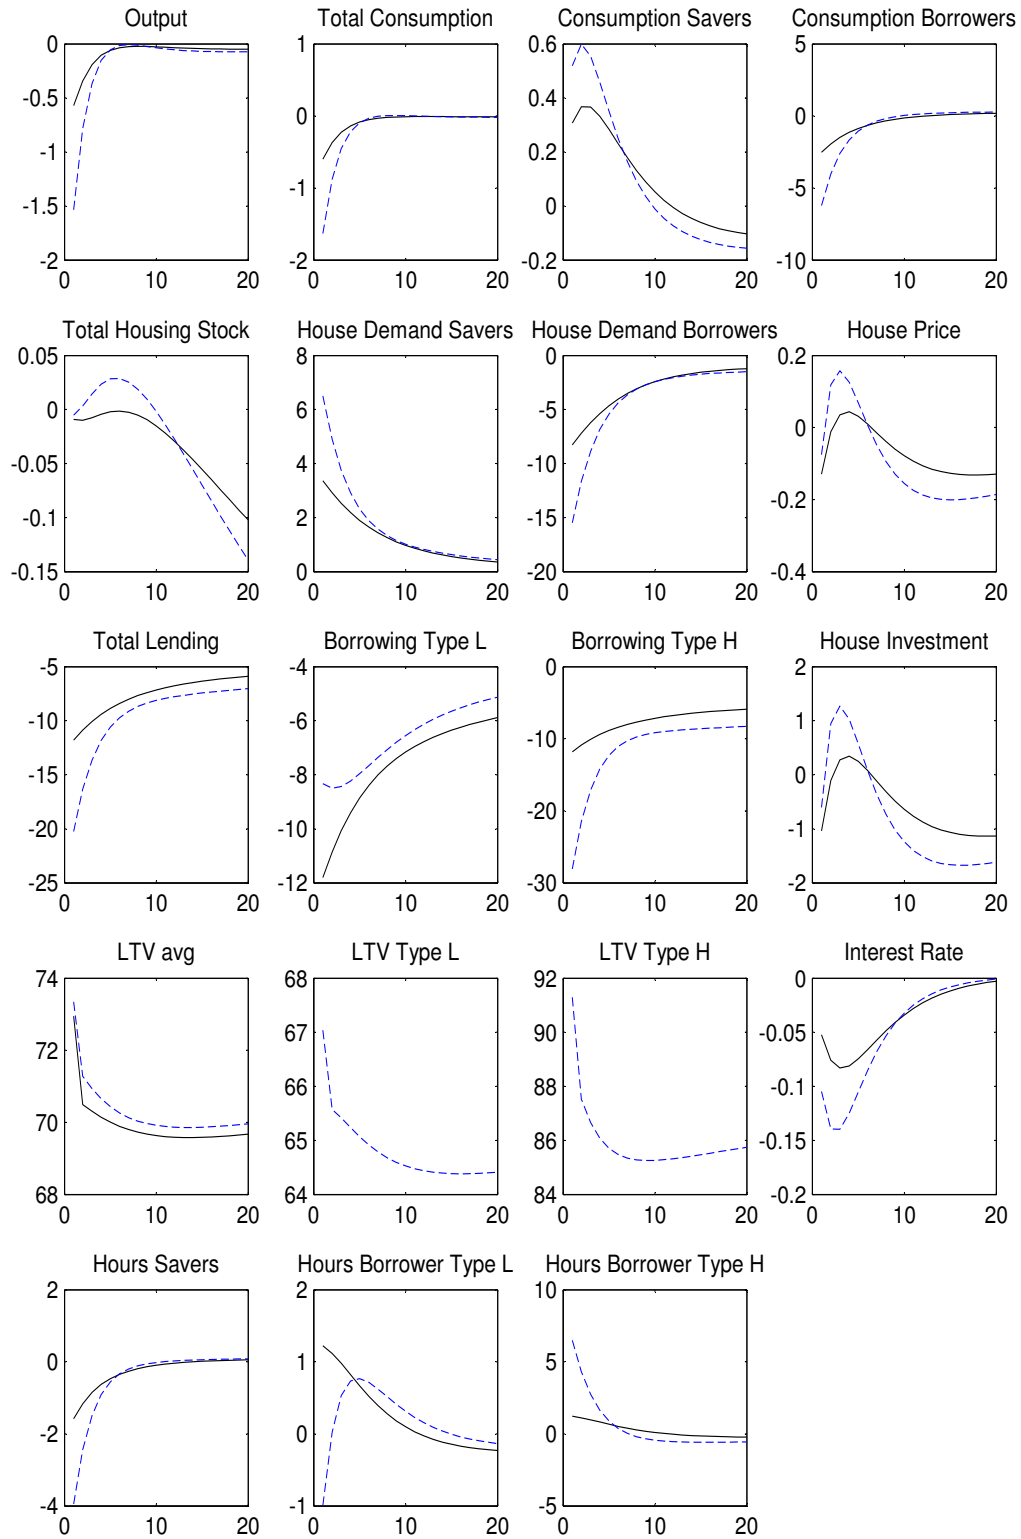 Output
Total Consumption
Consumption Savers
Consumption Borrowers
0
-0.5
-1
-1.5
-2
0 10 20
1
0
-1
-2
0 10 20
0.6
0.4
0.2
0
-0.2
0 10 20
5
0
-5
-10
0 10 20
Total Housing Stock
House Demand Savers
House Demand Borrowers
House Price
0.05
0
-0.05
-0.1
-0.15
0 10 20
8
6
4
2
0
0 10 20
0
-5
-10
-15
-20
0 10 20
0.2
0
-0.2
-0.4
0 10 20
Total Lending
Borrowing Type L
Borrowing Type H
House Investment
-5
-10
-15
-20
-25
0 10 20
-4
-6
-8
-10
-12
0 10 20
0
-10
-20
-30
0 10 20
2
1
0
-1
-2
0 10 20
LTV avg
LTV Type L
LTV Type H
Interest Rate
74
72
70
68
0 10 20
68
67
66
65
64
0 10 20
92
90
88
86
84
0 10 20
0
-0.05
-0.1
-0.15
-0.2
0 10 20
Hours Savers
Hours Borrower Type L
Hours Borrower Type H
2
0
-2
-4
0 10 20
2
1
0
-1
0 10 20
10
5
0
-5
0 10 20